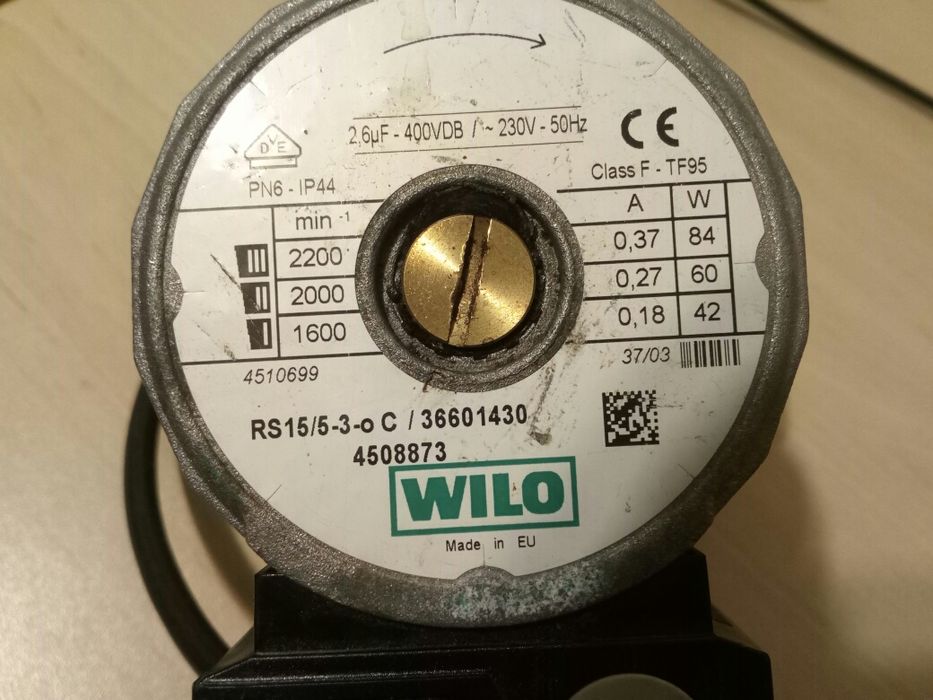 2,6µF - 400VDB / ~ 230V - 50Hz
DVE
CE
PN6 - IP44
Class F - TF95
min -1
A W
III 2200
0,37 84
II 2000
0,27 60
I 1600
0,18 42
4510699
37/03
RS15/5-3-o C / 36601430
4508873
WILO
Made in EU